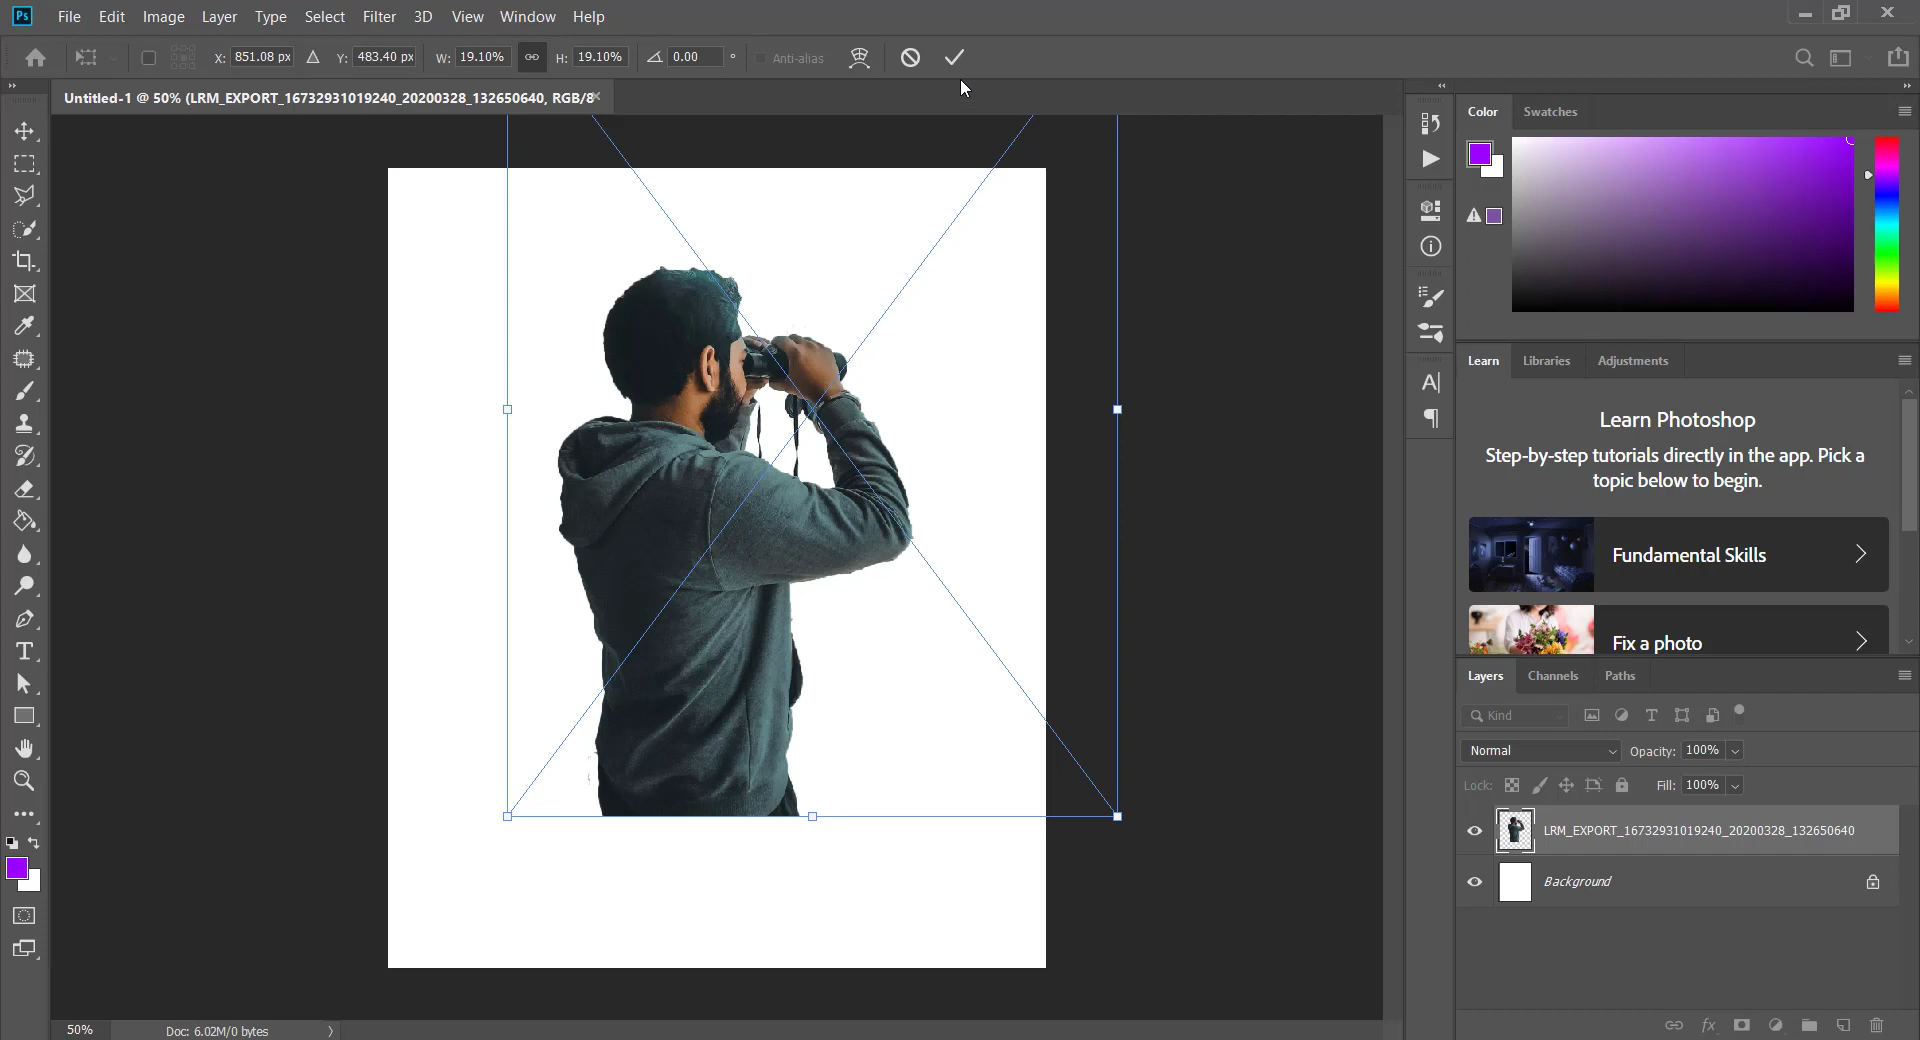 Ps File Edit Image Layer Type Select Filter 3D View Window Help
X: 851.08 px Y: 483.40 px W: 19.10% H: 19.10% 0.00 ° Anti-alias
Untitled-1 @ 50% (LRM_EXPORT_16732931019240_20200328_132650640, RGB/8
Color Swatches
Learn Libraries Adjustments
Learn Photoshop
Step-by-step tutorials directly in the app. Pick a
topic below to begin.
Fundamental Skills
Fix a photo
Layers Channels Paths
Kind
Normal Opacity: 100%
Lock: Fill: 100%
LRM_EXPORT_16732931019240_20200328_132650640
Background
50% Doc: 6.02M/0 bytes